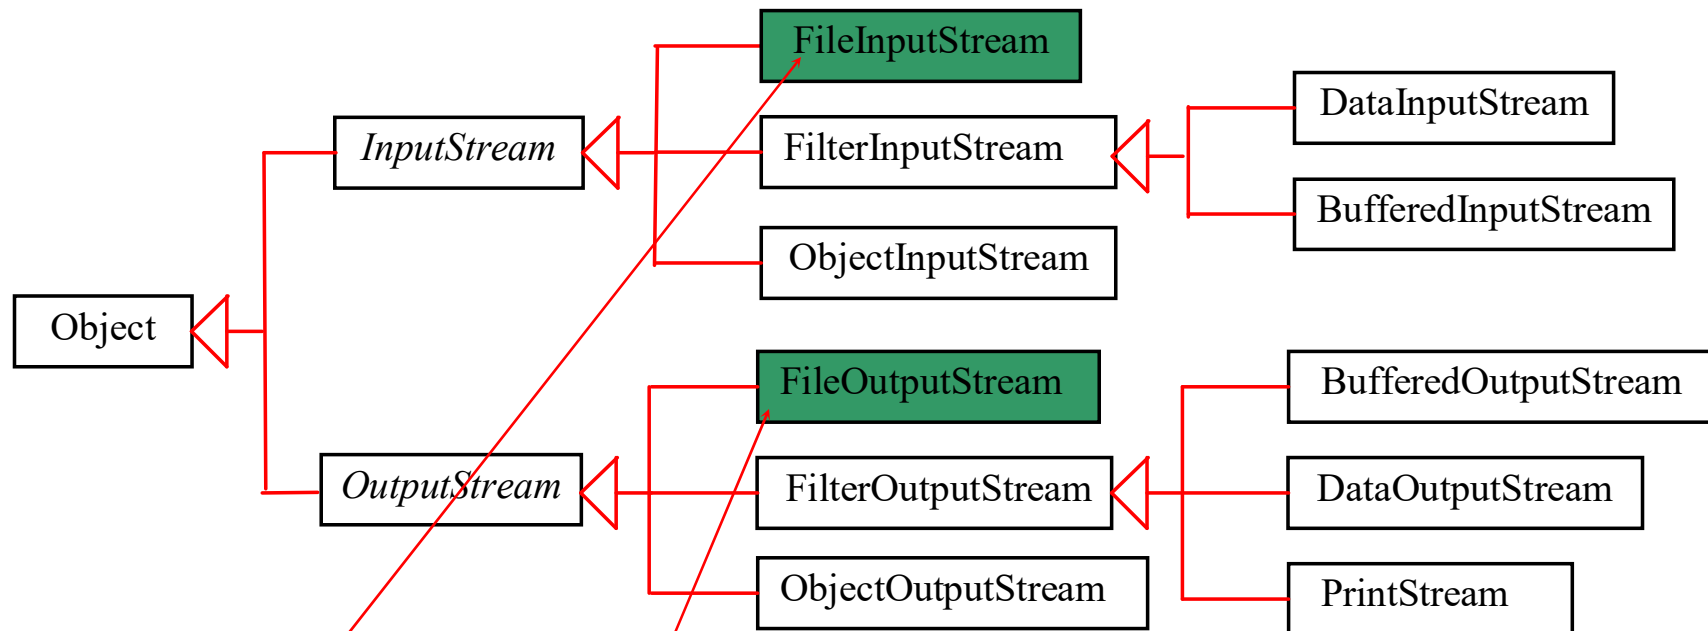 FileInputStream
DataInputStream
InputStream
FilterInputStream
BufferedInputStream
ObjectInputStream
Object
FileOutputStream
BufferedOutputStream
OutputStream
FilterOutputStream
DataOutputStream
ObjectOutputStream
PrintStream